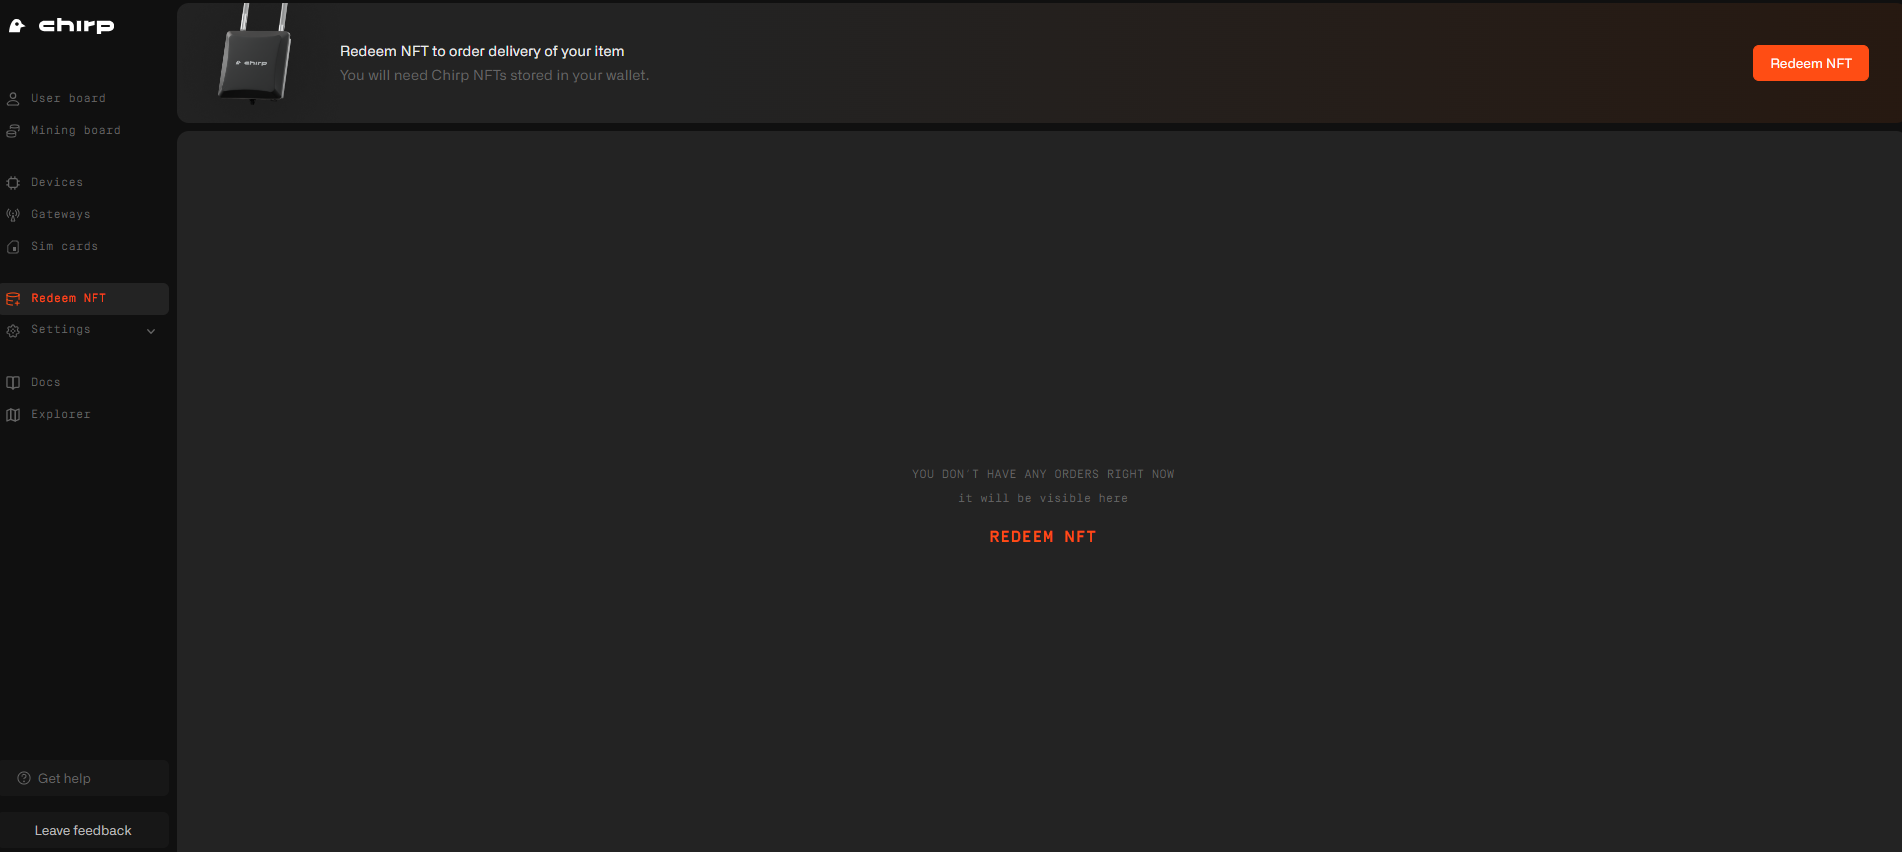 chirp
User board
Mining board
Devices
Gateways
Sim cards
Redeem NFT
Settings
Docs
Explorer
Get help
Leave feedback
chirp
Redeem NFT to order delivery of your item
You will need Chirp NFTs stored in your wallet.
Redeem NFT
YOU DON'T HAVE ANY ORDERS RIGHT NOW
it will be visible here
REDEEM NFT